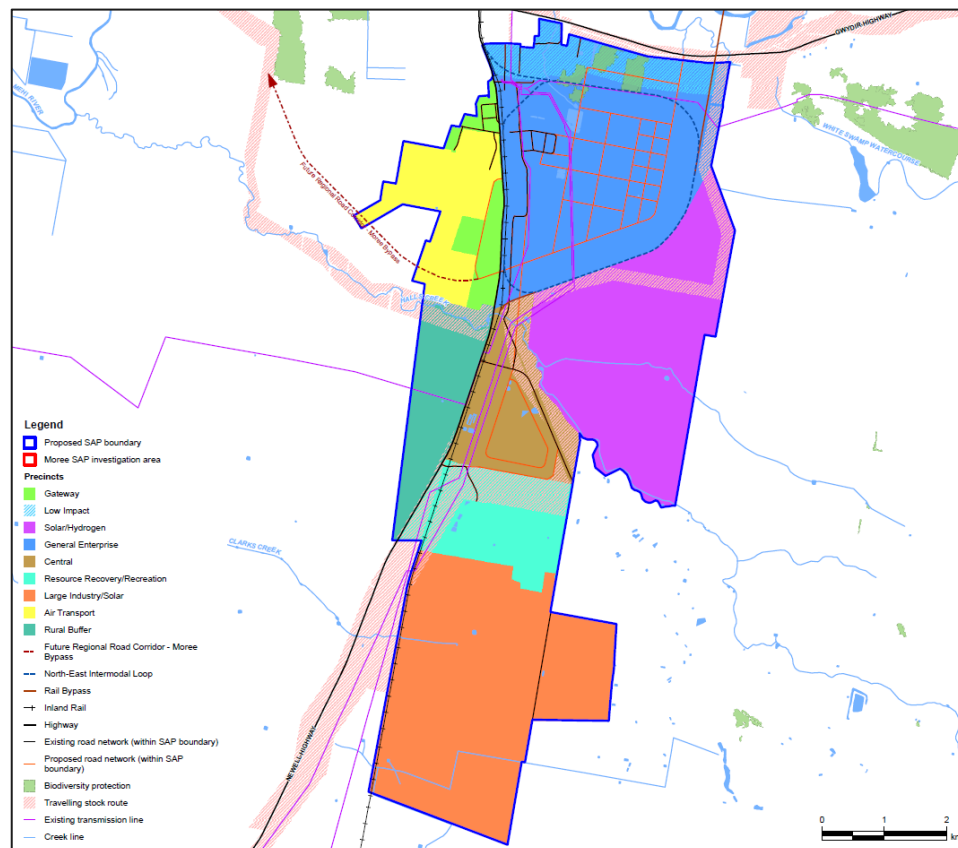 GWYDIR HIGHWAY
MEHI RIVER
WHITE SWAMP WATERCOURSE
Future Regional Road Corridor - Moree Bypass
HALLS CREEK
Legend
Proposed SAP boundary
Moree SAP investigation area
Precincts
Gateway
Low Impact
Solar/Hydrogen
General Enterprise
Central
Resource Recovery/Recreation
Large Industry/Solar
Air Transport
Rural Buffer
Future Regional Road Corridor - Moree
Bypass
North-East Intermodal Loop
Rail Bypass
Inland Rail
Highway
Existing road network (within SAP boundary)
Proposed road network (within SAP
boundary)
Biodiversity protection
Travelling stock route
Existing transmission line
Creek line
CLARKS CREEK
NEWELL-HIGHWAY
0 1 2
km